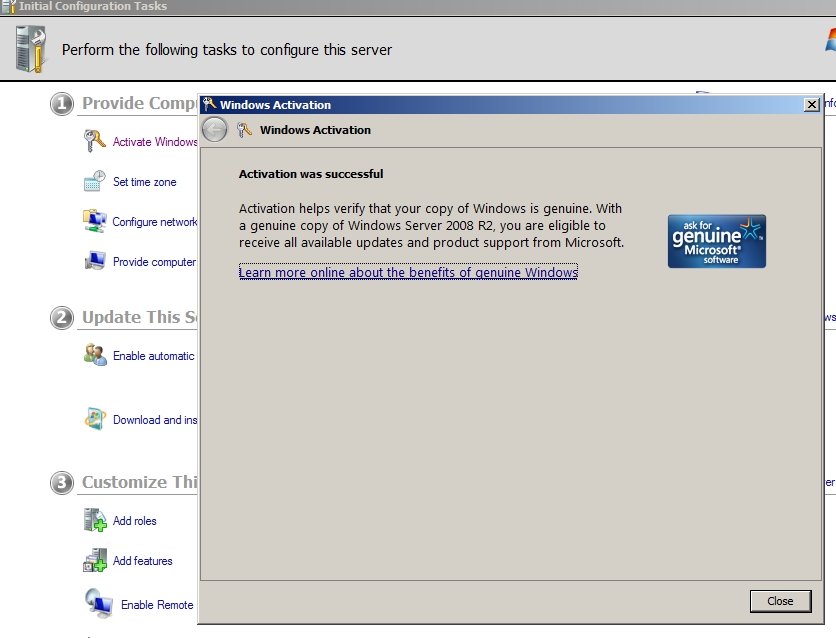 Initial Configuration Tasks
Perform the following tasks to configure this server
1 Provide Comp
Windows Activation
Windows Activation
Activate Windows
Set time zone
Configure network
Provide computer
Activation was successful
Activation helps verify that your copy of Windows is genuine. With
a genuine copy of Windows Server 2008 R2, you are eligible to
receive all available updates and product support from Microsoft.
Learn more online about the benefits of genuine Windows
ask for
genuine
Microsoft®
software
2 Update This S
Enable automatic
Download and ins
3 Customize Thi
Add roles
Add features
Enable Remote
Close